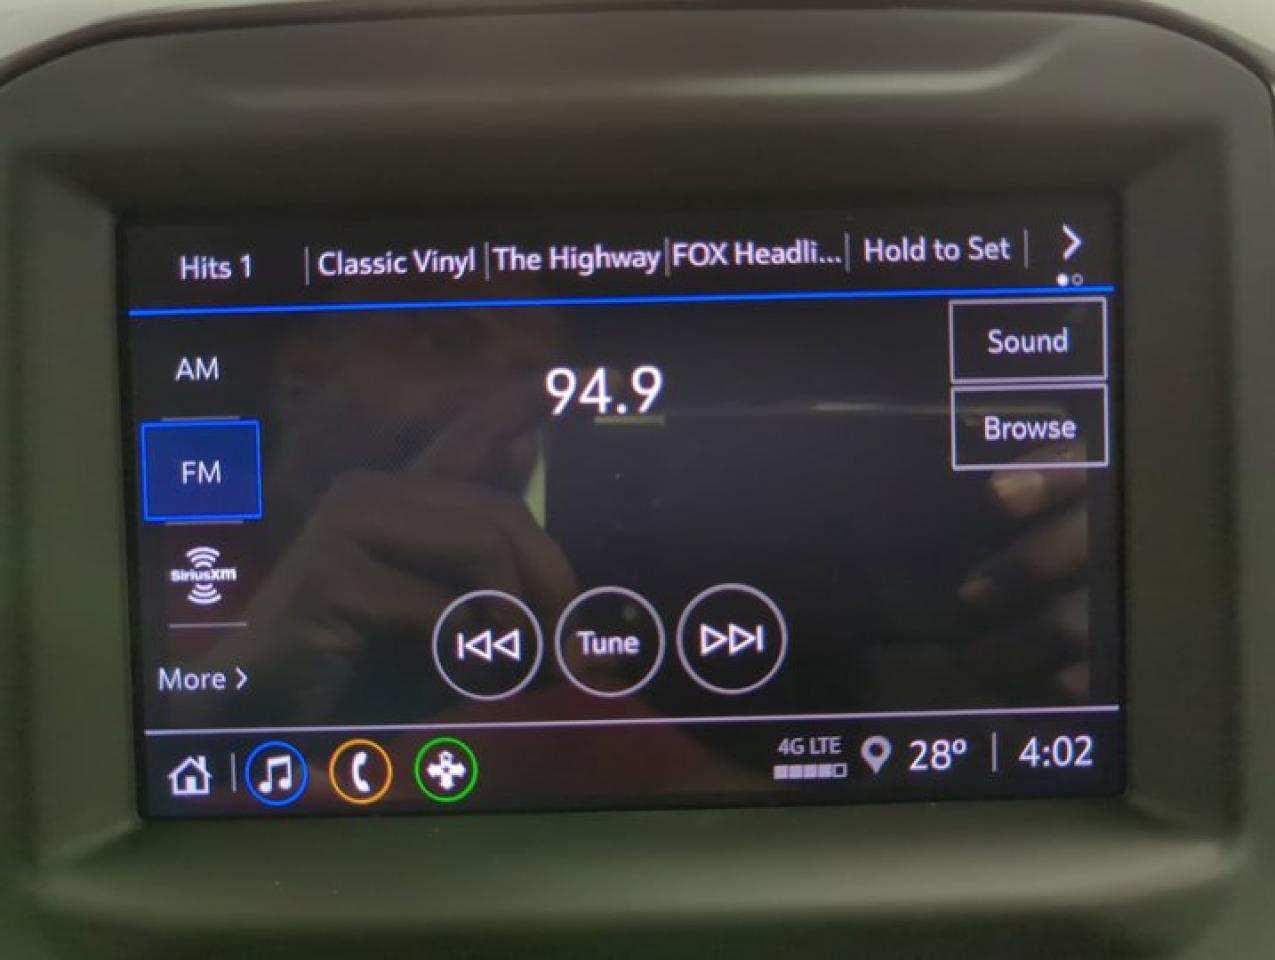 Hits 1 | Classic Vinyl | The Highway | FOX Headli... | Hold to Set |
Sound
AM
94.9
Browse
FM
SiriusXM
Tune
More >
4G LTE 28° | 4:02